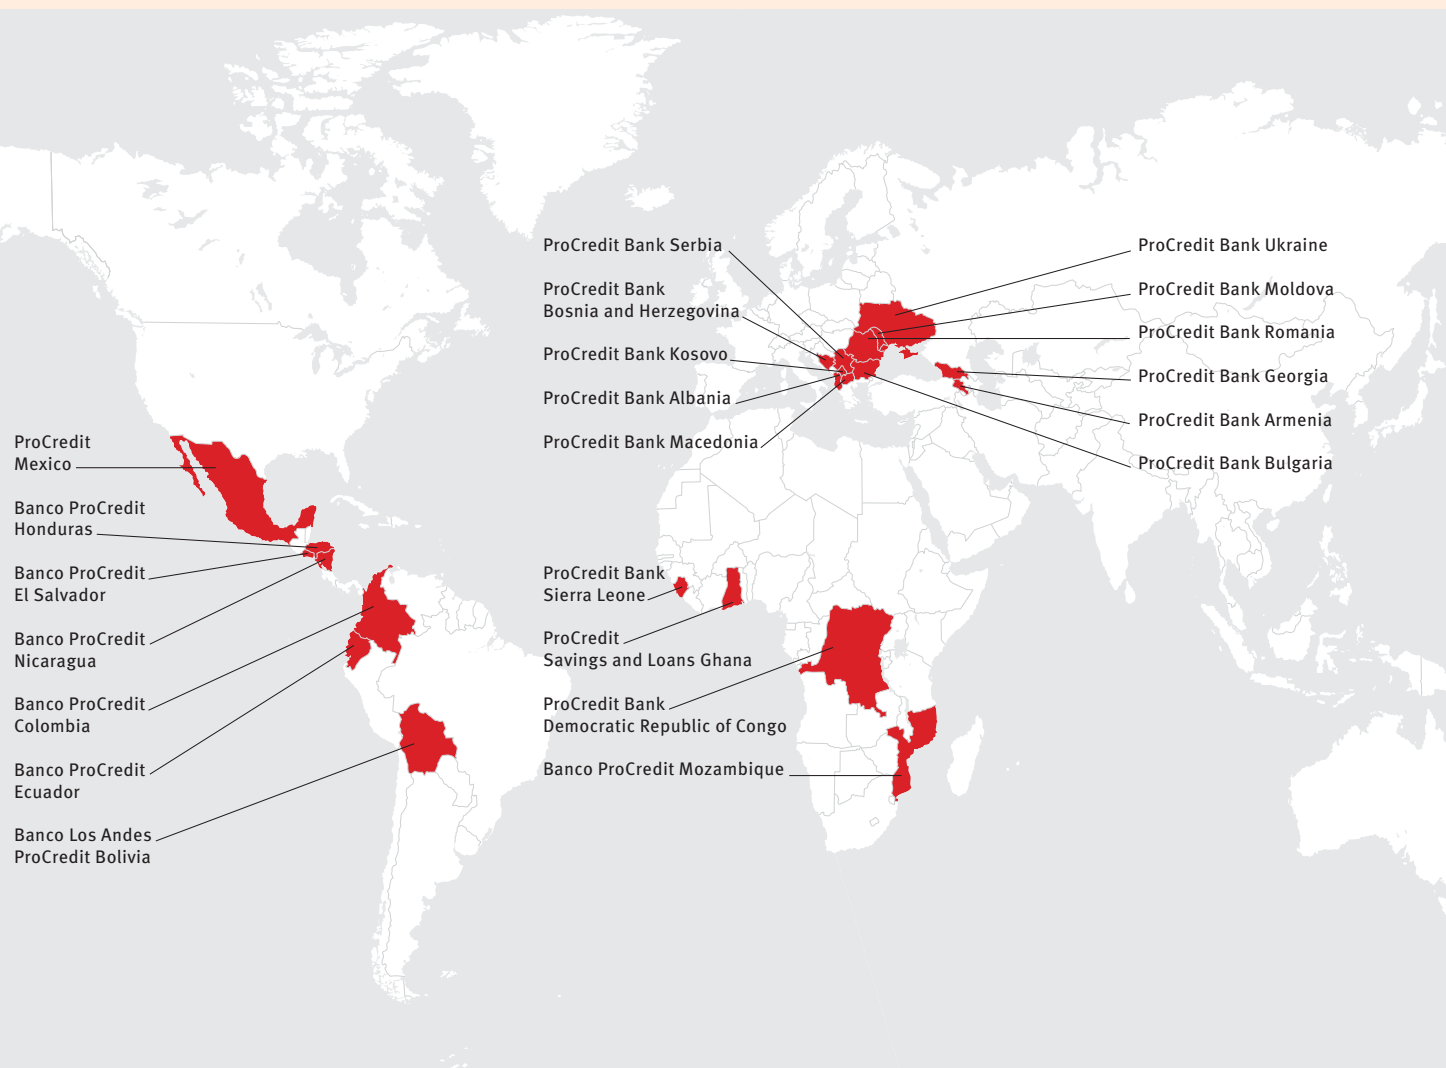 ProCredit
Mexico
Banco ProCredit
Honduras
Banco ProCredit
El Salvador
Banco ProCredit
Nicaragua
Banco ProCredit
Colombia
Banco ProCredit
Ecuador
Banco Los Andes
ProCredit Bolivia
ProCredit Bank Serbia
ProCredit Bank
Bosnia and Herzegovina
ProCredit Bank Kosovo
ProCredit Bank Albania
ProCredit Bank Macedonia
ProCredit Bank
Sierra Leone
ProCredit
Savings and Loans Ghana
ProCredit Bank
Democratic Republic of Congo
Banco ProCredit Mozambique
ProCredit Bank Ukraine
ProCredit Bank Moldova
ProCredit Bank Romania
ProCredit Bank Georgia
ProCredit Bank Armenia
ProCredit Bank Bulgaria